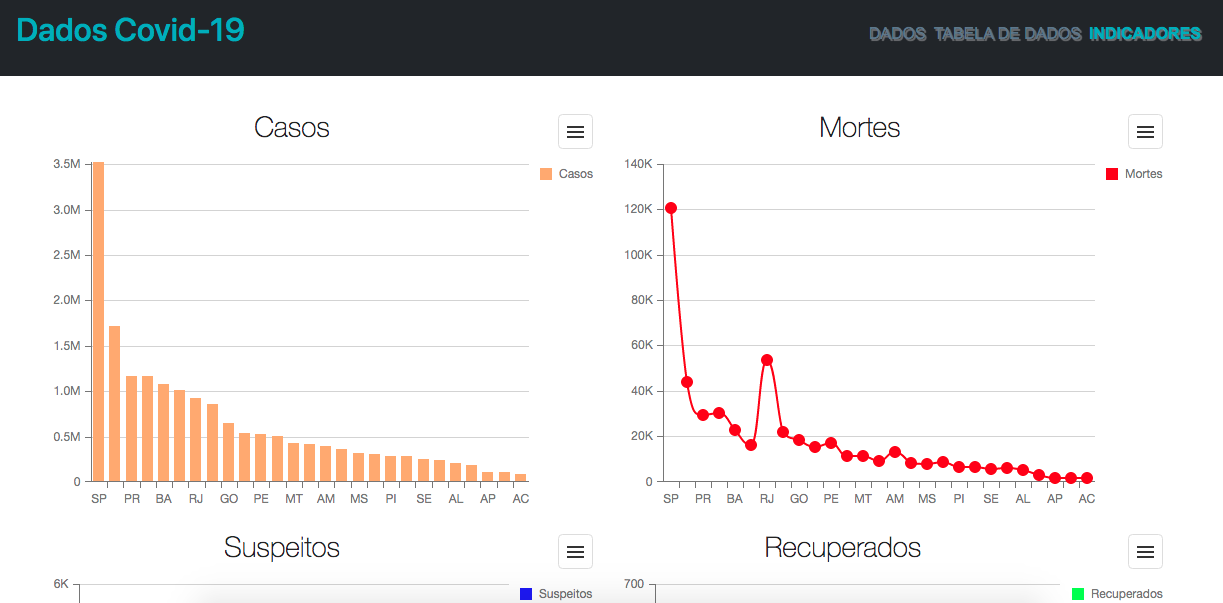 Dados Covid-19
DADOS TABELA DE DADOS INDICADORES
Casos
3.5M
3.0M
2.5M
2.0M
1.5M
1.0M
0.5M
0
SP PR BA RJ GO PE MT AM MS PI SE AL AP AC
Casos
Mortes
140K
120K
100K
80K
60K
40K
20K
0
SP PR BA RJ GO PE MT AM MS PI SE AL AP AC
Mortes
Suspeitos
6K
Suspeitos
Recuperados
700
Recuperados